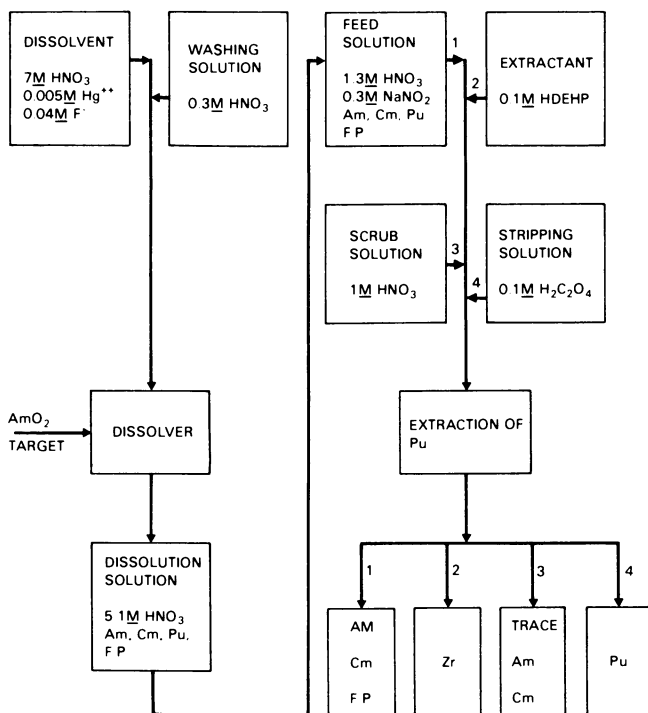 DISSOLVENT
7M HNO₃
0.005M Hg⁺⁺
0.04M F⁻
WASHING
SOLUTION
0.3M HNO₃
FEED
SOLUTION
1.3M HNO₃
0.3M NaNO₂
Am, Cm, Pu
F P
1
2
EXTRACTANT
0 1M HDEHP
SCRUB
SOLUTION
1M HNO₃
3
4
STRIPPING
SOLUTION
0.1M H₂C₂O₄
AmO₂
TARGET
DISSOLVER
EXTRACTION OF
Pu
DISSOLUTION
SOLUTION
5 1M HNO₃
Am, Cm, Pu,
F P
1
2
3
4
AM
Cm
F P
Zr
TRACE
Am
Cm
Pu